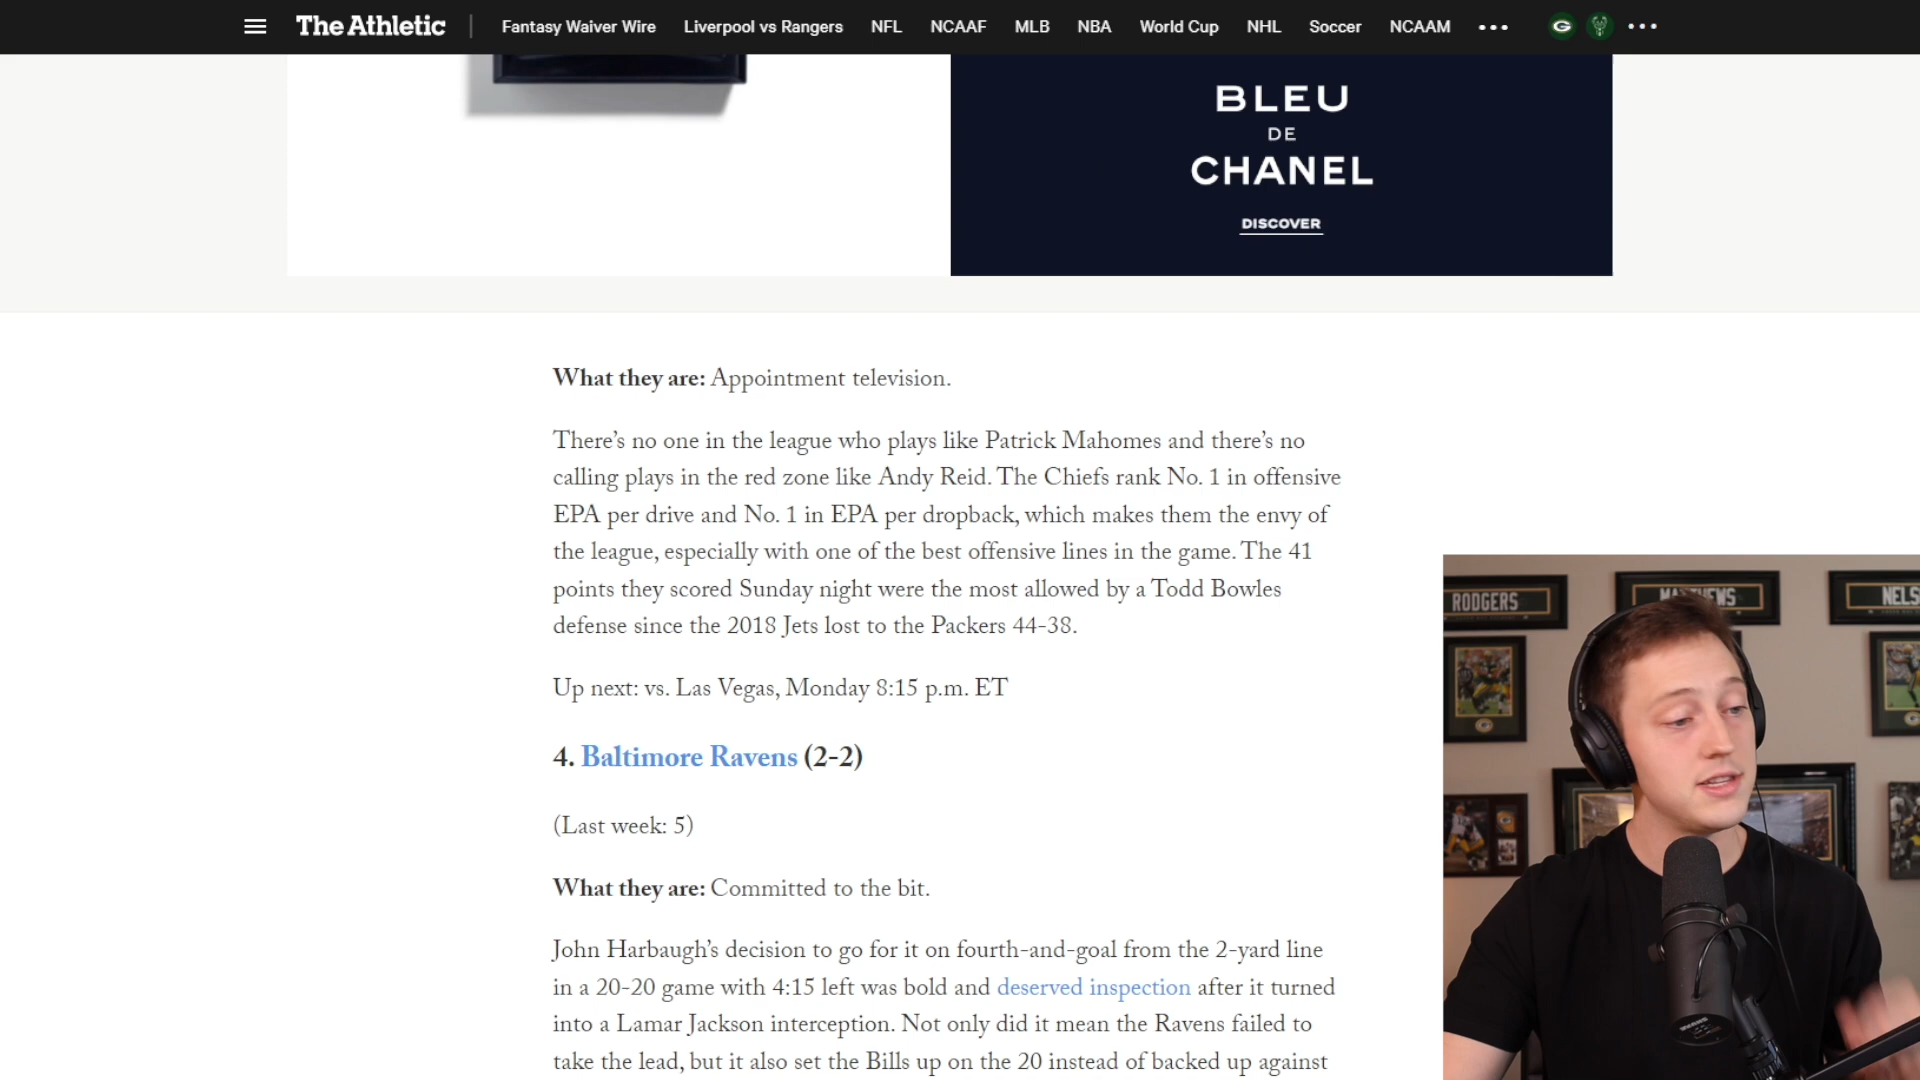 The Athletic
Fantasy Waiver Wire Liverpool vs Rangers NFL NCAAF MLB NBA World Cup NHL Soccer NCAAM
G
BLEU
DE
CHANEL
DISCOVER
What they are: Appointment television.
There’s no one in the league who plays like Patrick Mahomes and there’s no
calling plays in the red zone like Andy Reid. The Chiefs rank No. 1 in offensive
EPA per drive and No. 1 in EPA per dropback, which makes them the envy of
the league, especially with one of the best offensive lines in the game. The 41
points they scored Sunday night were the most allowed by a Todd Bowles
defense since the 2018 Jets lost to the Packers 44-38.
Up next: vs. Las Vegas, Monday 8:15 p.m. ET
4. Baltimore Ravens (2-2)
(Last week: 5)
What they are: Committed to the bit.
John Harbaugh’s decision to go for it on fourth-and-goal from the 2-yard line
in a 20-20 game with 4:15 left was bold and deserved inspection after it turned
into a Lamar Jackson interception. Not only did it mean the Ravens failed to
take the lead, but it also set the Bills up on the 20 instead of backed up against
RODGERS
MATTHEWS
NELS